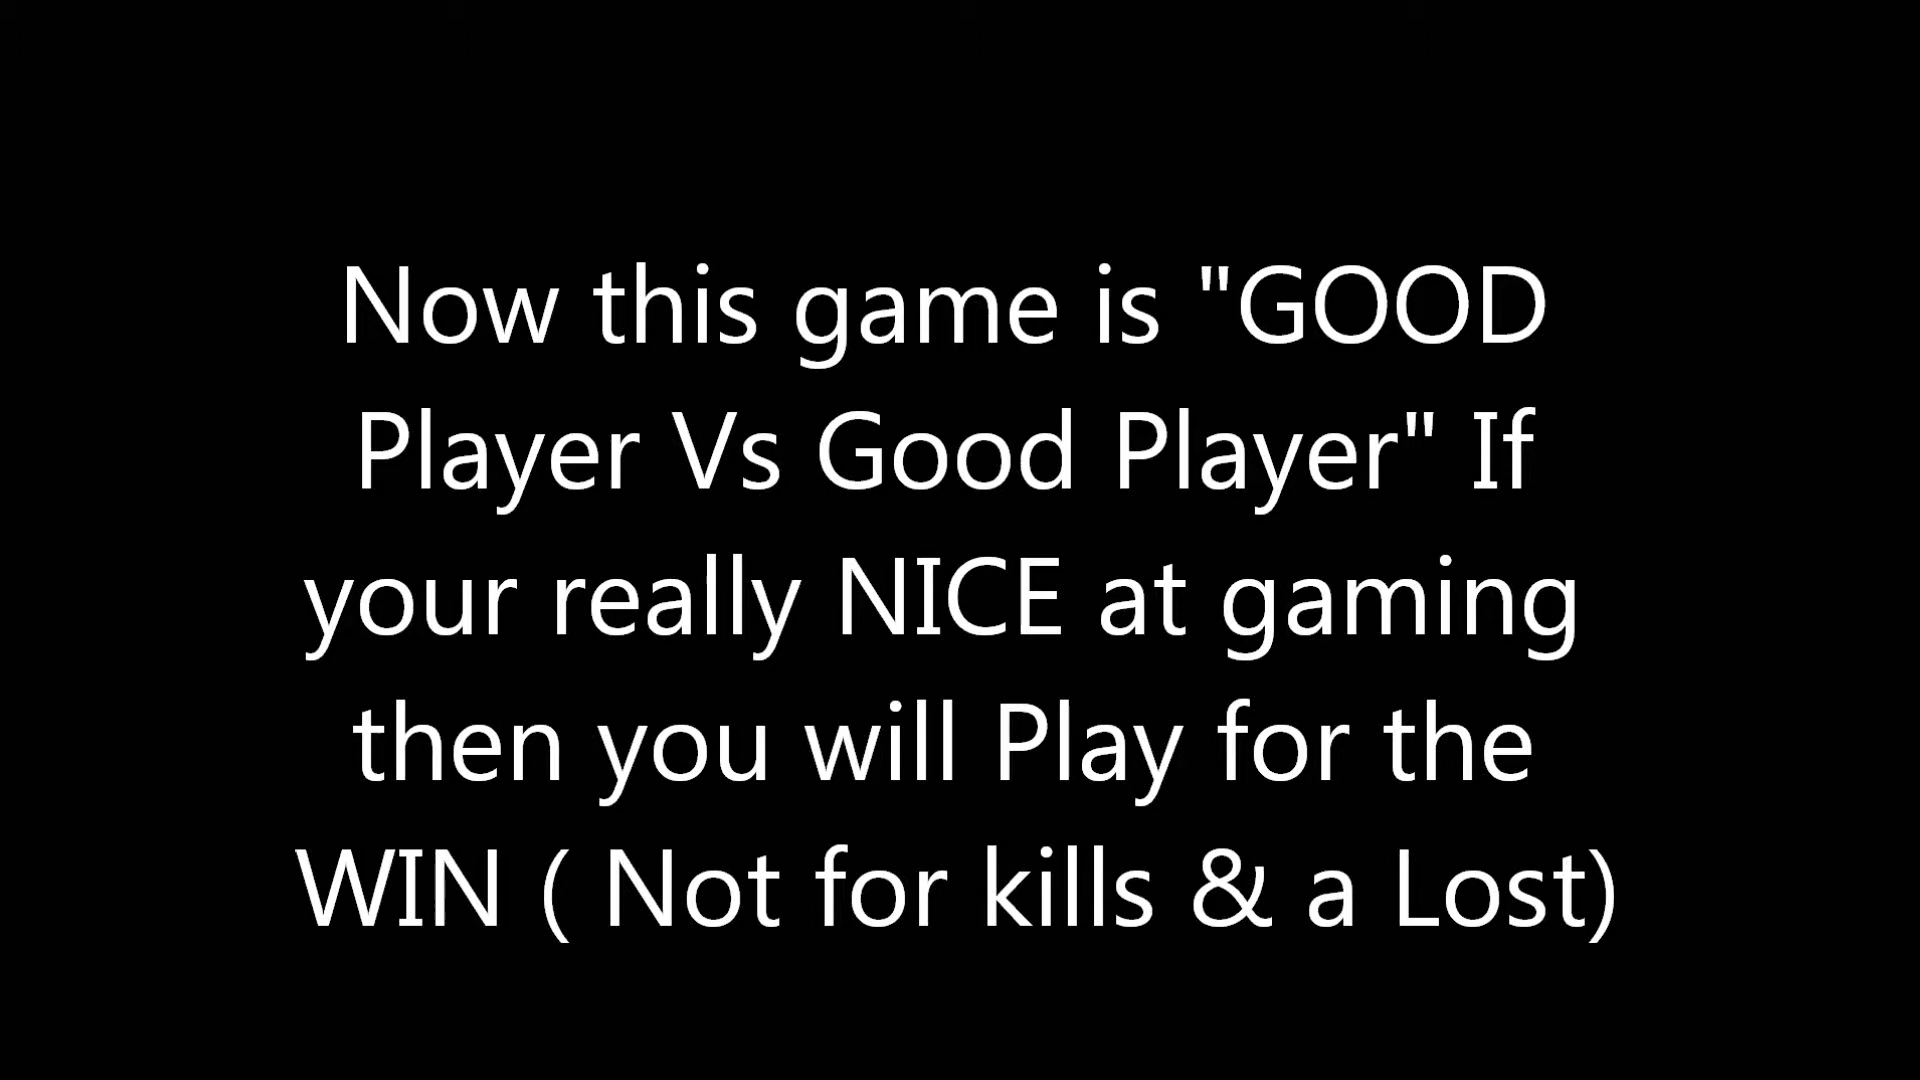 Now this game is "GOOD
Player Vs Good Player" If
your really NICE at gaming
then you will Play for the
WIN ( Not for kills & a Lost)